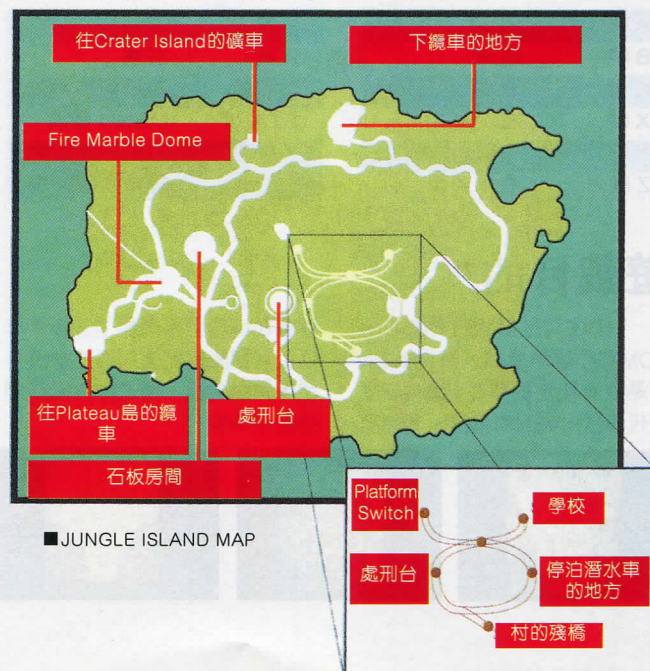 往Crater Island的礦車
下纜車的地方
Fire Marble Dome
往Plateau島的纜
車
處刑台
石板房間
■JUNGLE ISLAND MAP
Platform
Switch
學校
處刑台
停泊潛水車
的地方
村的殘橋